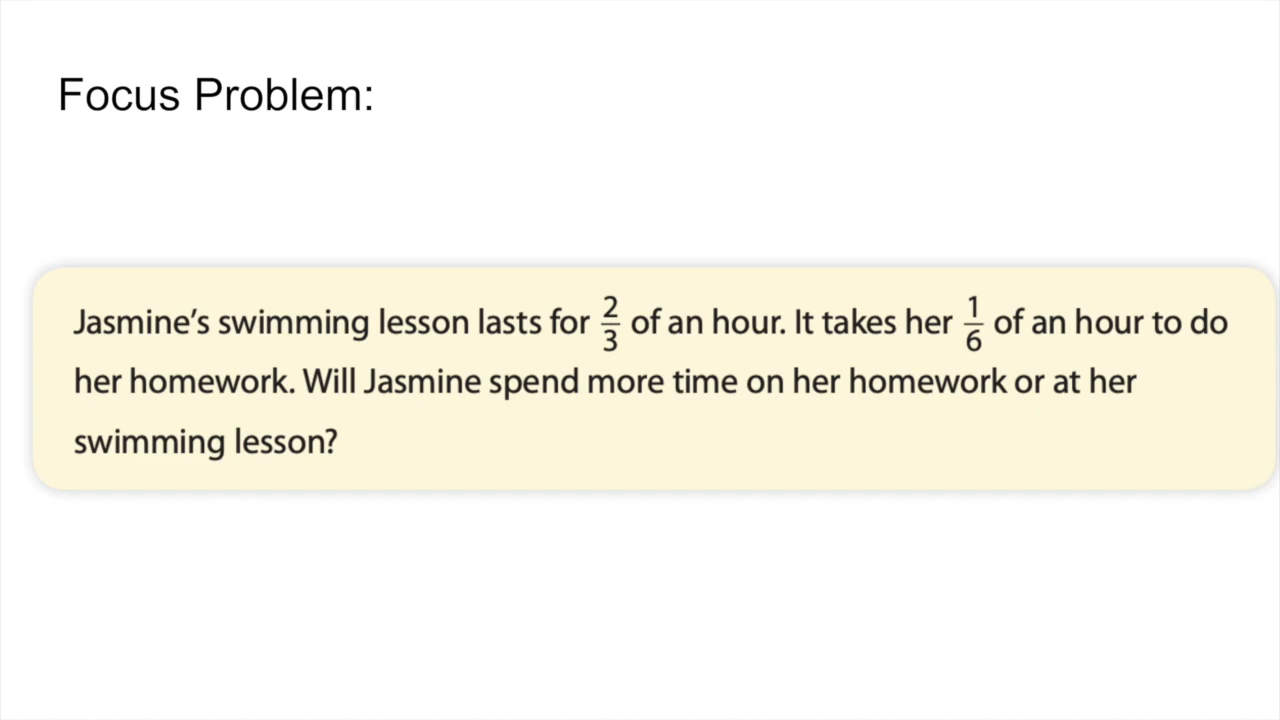 Focus Problem:
Jasmine’s swimming lesson lasts for 2/3 of an hour. It takes her 1/6 of an hour to do
her homework. Will Jasmine spend more time on her homework or at her
swimming lesson?